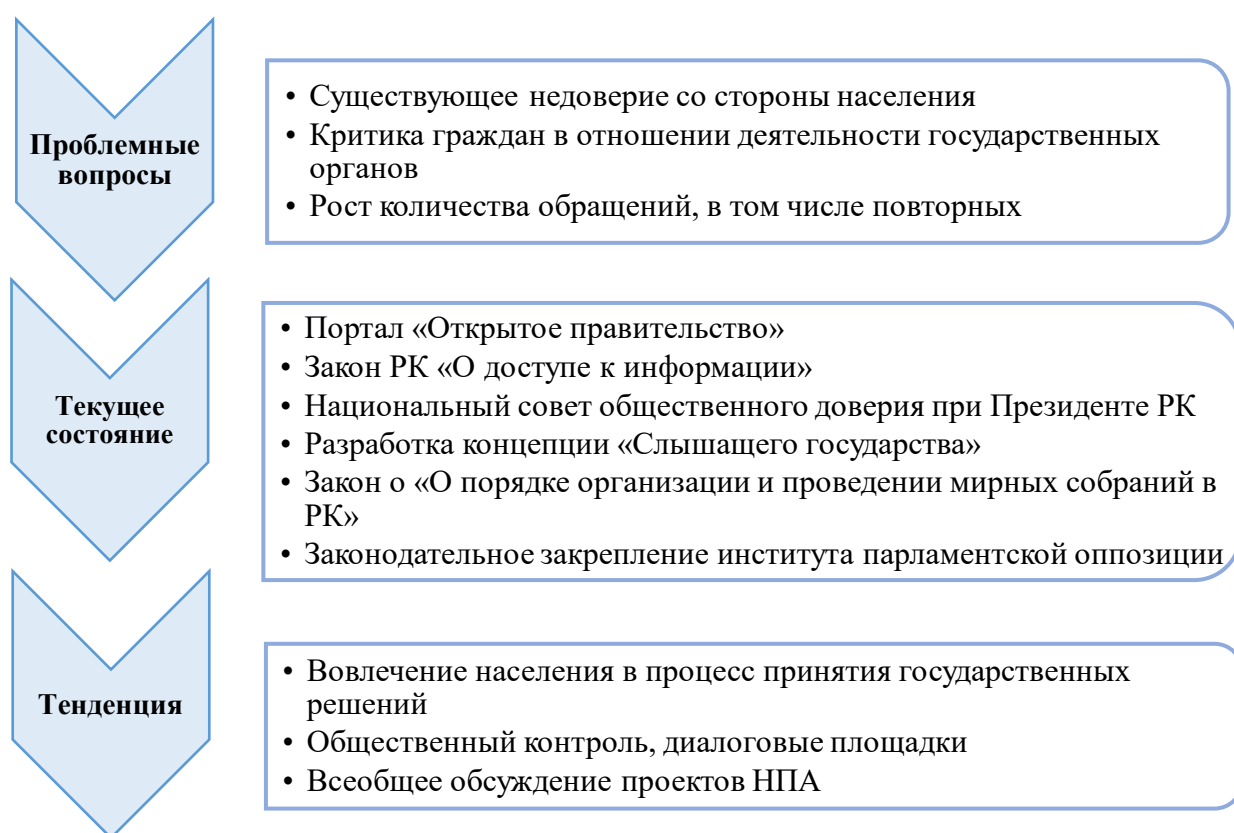 Проблемные
вопросы
• Существующее недоверие со стороны населения
• Критика граждан в отношении деятельности государственных
органов
• Рост количества обращений, в том числе повторных
Текущее
состояние
• Портал «Открытое правительство»
• Закон РК «О доступе к информации»
• Национальный совет общественного доверия при Президенте РК
• Разработка концепции «Слышащего государства»
• Закон о «О порядке организации и проведении мирных собраний в
РК»
• Законодательное закрепление института парламентской оппозиции
Тенденция
• Вовлечение населения в процесс принятия государственных
решений
• Общественный контроль, диалоговые площадки
• Всеобщее обсуждение проектов НПА